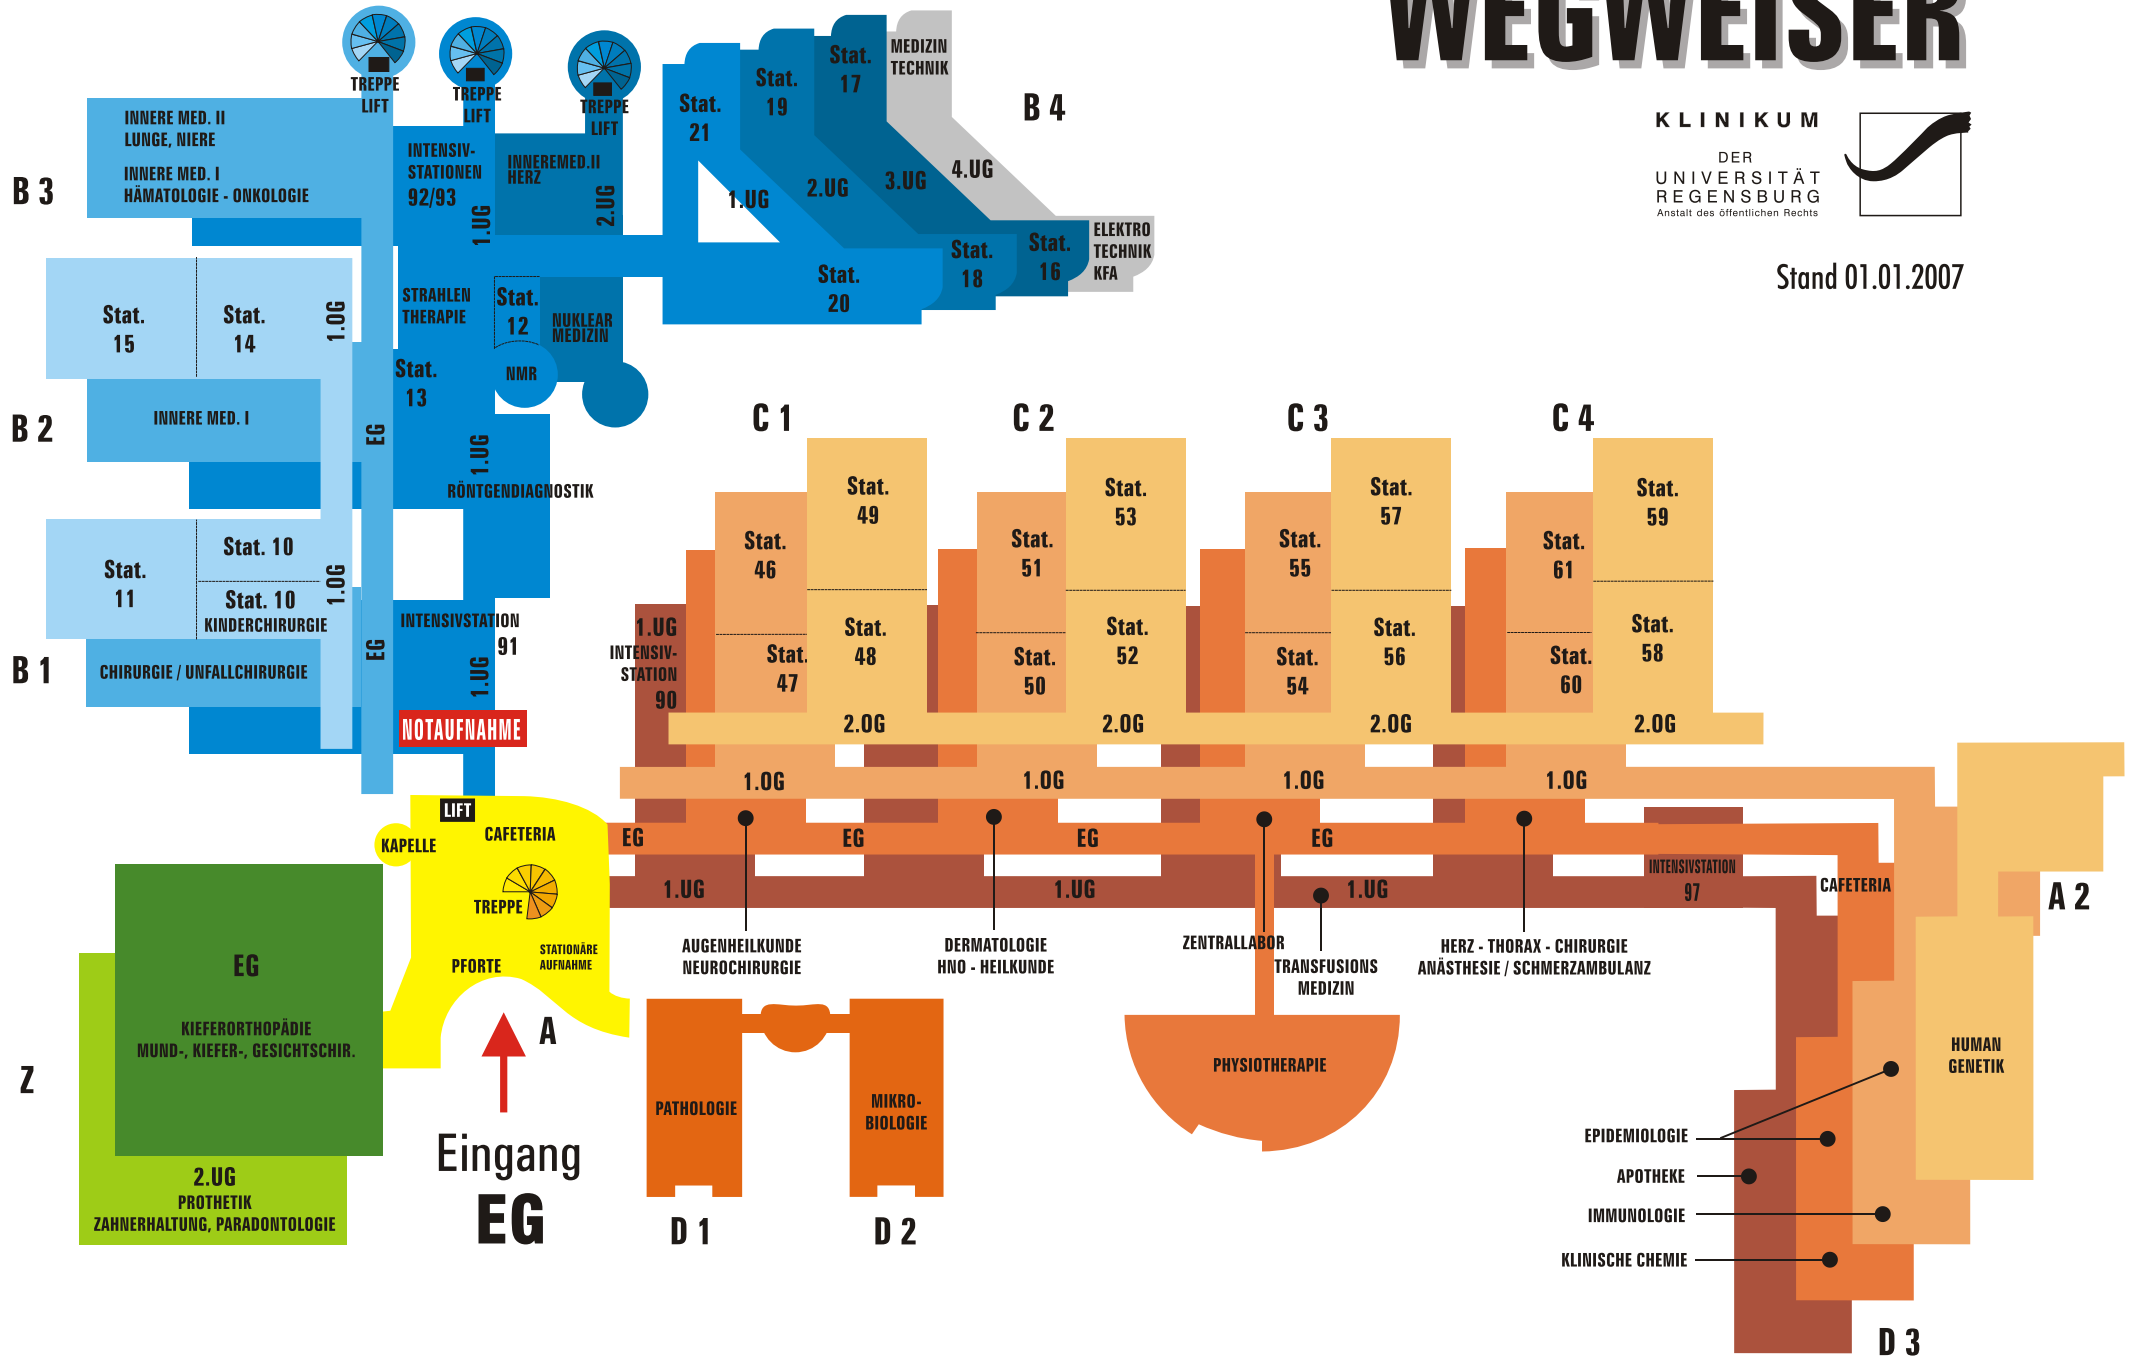 WEGWEISER
KLINIKUM
DER
UNIVERSITÄT
REGENSBURG
Anstalt des öffentlichen Rechts
Stand 01.01.2007
TREPPE
LIFT
TREPPE
LIFT
TREPPE
LIFT
B 3
INNERE MED. II
LUNGE, NIERE
INNERE MED. I
HÄMATOLOGIE - ONKOLOGIE
INTENSIV-
STATIONEN
92/93
1.UG
INNEREMED.II
HERZ
2.UG
Stat.
21
Stat.
19
Stat.
17
MEDIZIN
TECHNIK
B 4
1.UG
2.UG
3.UG
4.UG
Stat.
20
Stat.
18
Stat.
16
ELEKTRO
TECHNIK
KFA
Stat.
15
Stat.
14
1.OG
STRAHLEN
THERAPIE
Stat.
12
NUKLEAR
MEDIZIN
NMR
Stat.
13
B 2
INNERE MED. I
EG
1.UG
RÖNTGENDIAGNOSTIK
Stat.
11
Stat. 10
Stat. 10
KINDERCHIRURGIE
1.OG
EG
INTENSIVSTATION
91
1.UG
B 1
CHIRURGIE / UNFALLCHIRURGIE
NOTAUFNAHME
C 1
C 2
C 3
C 4
Stat.
49
Stat.
53
Stat.
57
Stat.
59
Stat.
46
Stat.
51
Stat.
55
Stat.
61
1.UG
INTENSIV-
STATION
90
Stat.
47
Stat.
48
Stat.
50
Stat.
52
Stat.
54
Stat.
56
Stat.
60
Stat.
58
2.OG
2.OG
2.OG
2.OG
1.OG
1.OG
1.OG
1.OG
EG
EG
EG
EG
1.UG
1.UG
1.UG
INTENSIVSTATION
97
CAFETERIA
A 2
LIFT
CAFETERIA
KAPELLE
TREPPE
STATIONÄRE
AUFNAHME
PFORTE
A
Eingang
EG
AUGENHEILKUNDE
NEUROCHIRURGIE
DERMATOLOGIE
HNO - HEILKUNDE
ZENTRALLABOR
TRANSFUSIONS
MEDIZIN
HERZ - THORAX - CHIRURGIE
ANÄSTHESIE / SCHMERZAMBULANZ
EG
KIEFERORTHOPÄDIE
MUND-, KIEFER-, GESICHTSCHIR.
Z
2.UG
PROTHETIK
ZAHNERHALTUNG, PARADONTOLOGIE
PATHOLOGIE
MIKRO-
BIOLOGIE
D 1
D 2
PHYSIOTHERAPIE
HUMAN
GENETIK
EPIDEMIOLOGIE
APOTHEKE
IMMUNOLOGIE
KLINISCHE CHEMIE
D 3